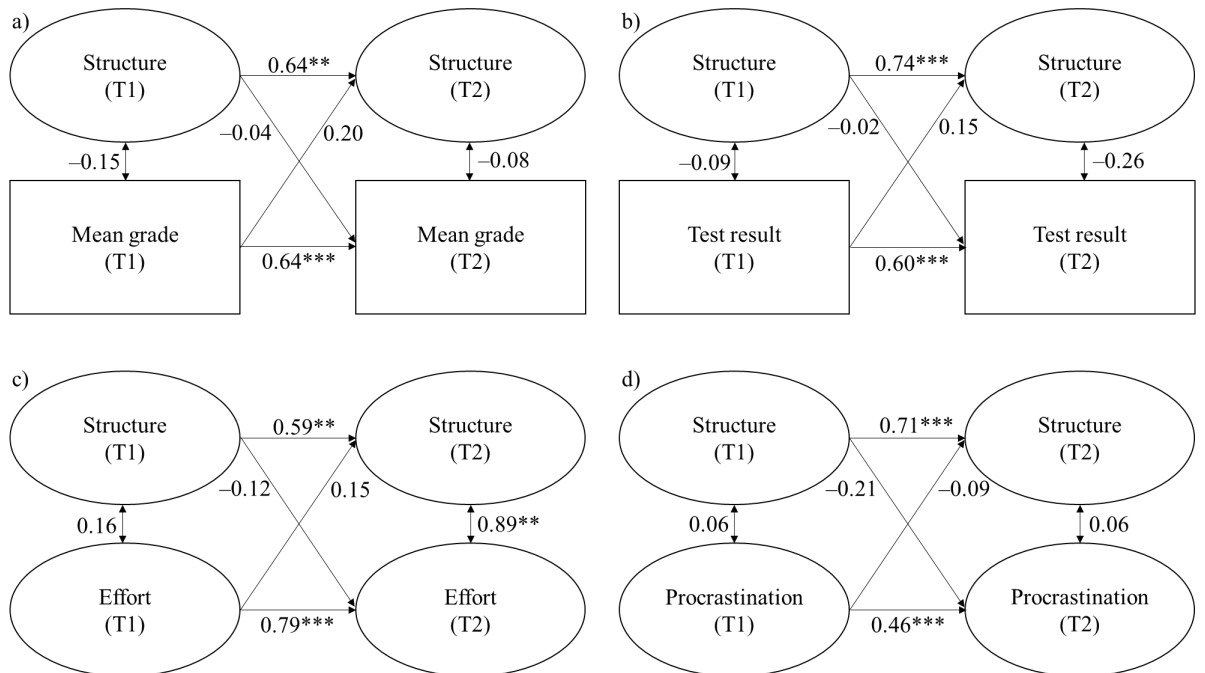 a)
Structure
(T1)
0.64**
Structure
(T2)
–0.04
0.20
–0.15
–0.08
Mean grade
(T1)
0.64***
Mean grade
(T2)
b)
Structure
(T1)
0.74***
Structure
(T2)
–0.02
0.15
–0.09
–0.26
Test result
(T1)
0.60***
Test result
(T2)
c)
Structure
(T1)
0.59**
Structure
(T2)
–0.12
0.15
0.16
0.89**
Effort
(T1)
0.79***
Effort
(T2)
d)
Structure
(T1)
0.71***
Structure
(T2)
–0.21
–0.09
0.06
0.06
Procrastination
(T1)
0.46***
Procrastination
(T2)